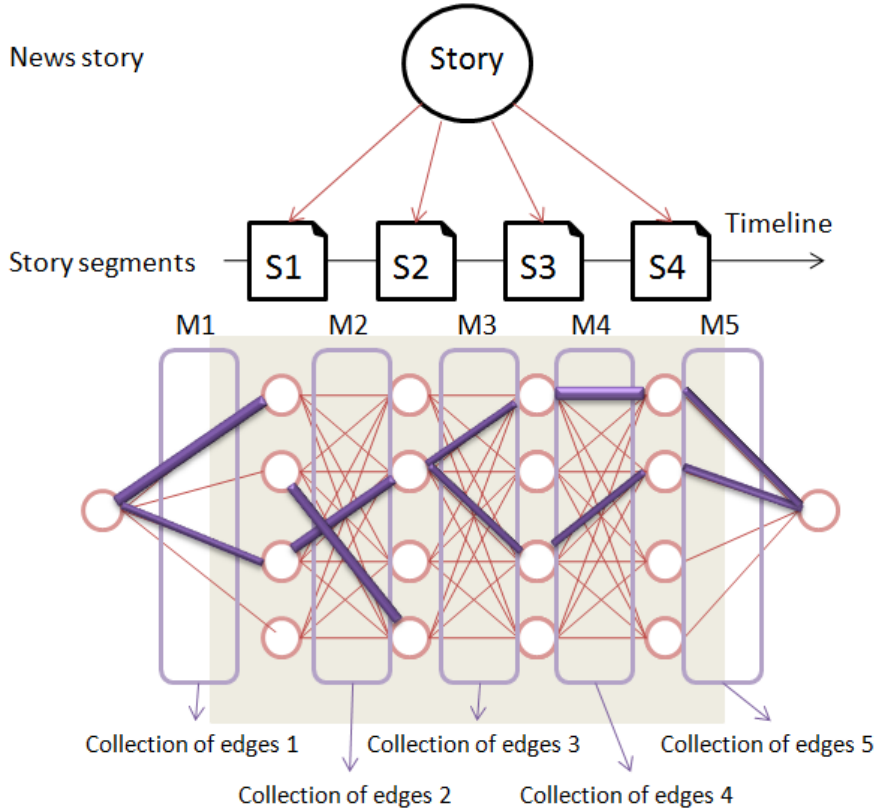 News story
Story
Timeline
Story segments
S1
S2
S3
S4
M1
M2
M3
M4
M5
Collection of edges 1
Collection of edges 3
Collection of edges 5
Collection of edges 2
Collection of edges 4